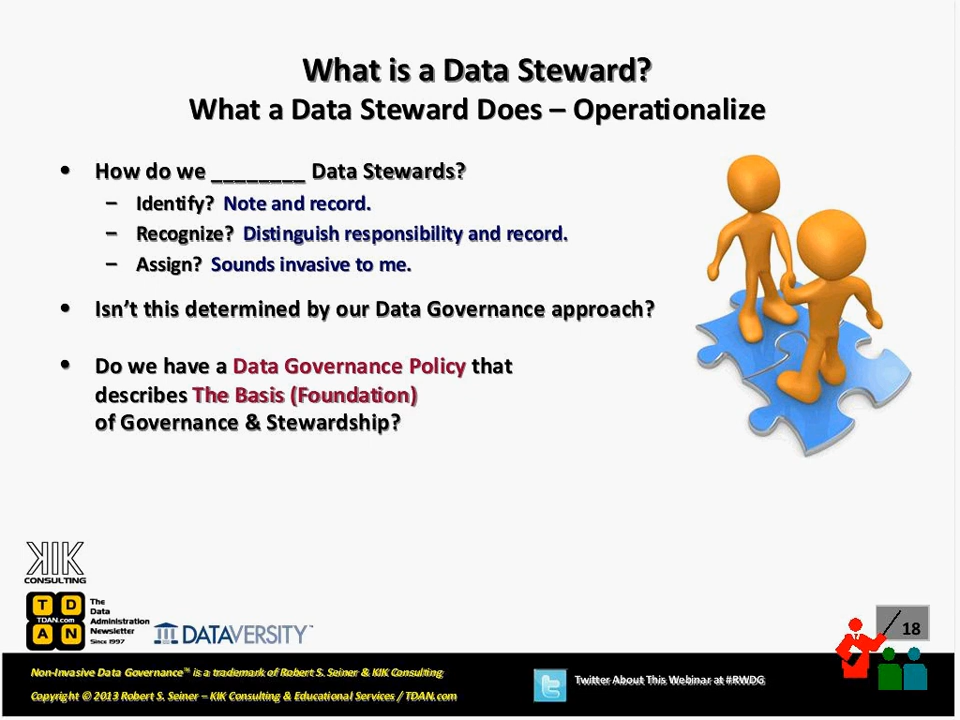 What is a Data Steward?
What a Data Steward Does – Operationalize
• How do we ________ Data Stewards?
– Identify? Note and record.
– Recognize? Distinguish responsibility and record.
– Assign? Sounds invasive to me.
• Isn't this determined by our Data Governance approach?
• Do we have a Data Governance Policy that
describes The Basis (Foundation)
of Governance & Stewardship?
KIK
CONSULTING
T D
TDAN.com
A N
The
Data
Administration
Newsletter
Since 1997
DATAVERSITY™
18
Non-Invasive Data Governance™ is a trademark of Robert S. Seiner & KIK Consulting
Copyright © 2013 Robert S. Seiner – KIK Consulting & Educational Services / TDAN.com
Twitter About This Webinar at #RWDG